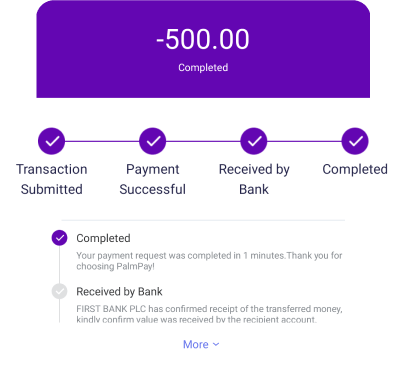 -500.00
Completed
Transaction Submitted
Payment Successful
Received by Bank
Completed
Completed
Your payment request was completed in 1 minutes.Thank you for
choosing PalmPay!
Received by Bank
FIRST BANK PLC has confirmed receipt of the transferred money,
kindly confirm value was received by the recipient account.
More